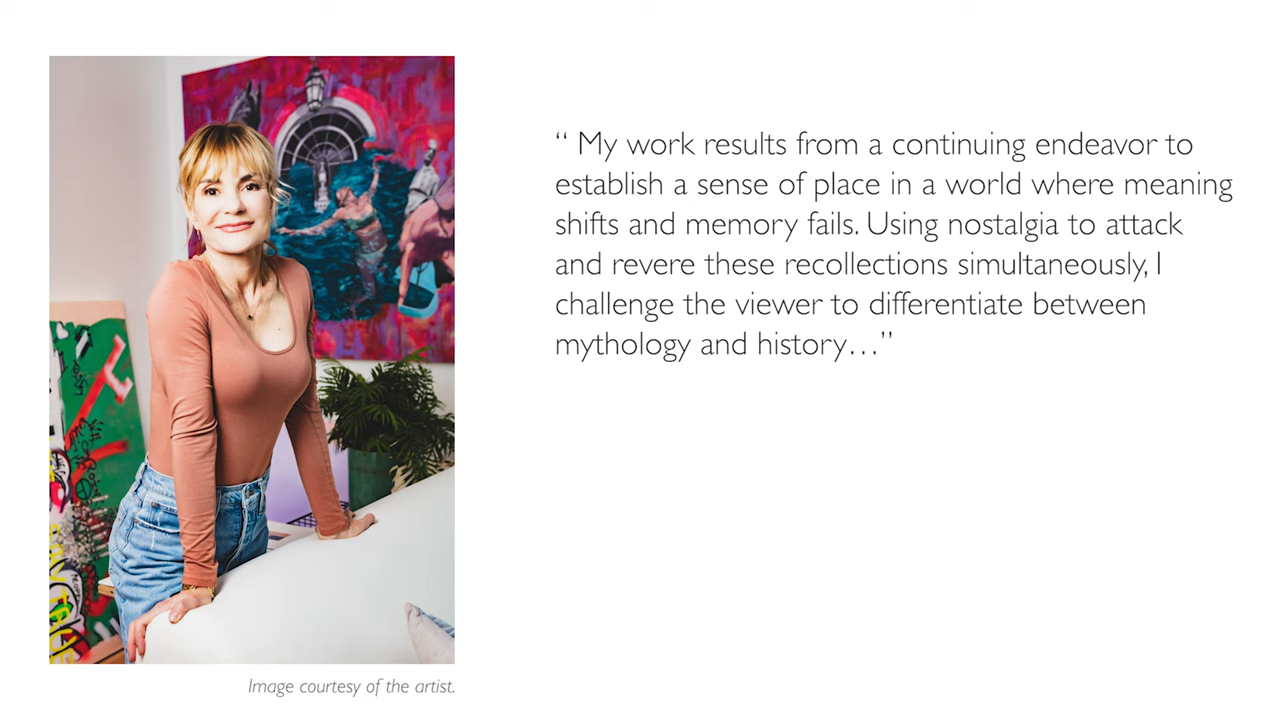 “ My work results from a continuing endeavor to
establish a sense of place in a world where meaning
shifts and memory fails. Using nostalgia to attack
and revere these recollections simultaneously, I
challenge the viewer to differentiate between
mythology and history…”
Image courtesy of the artist.